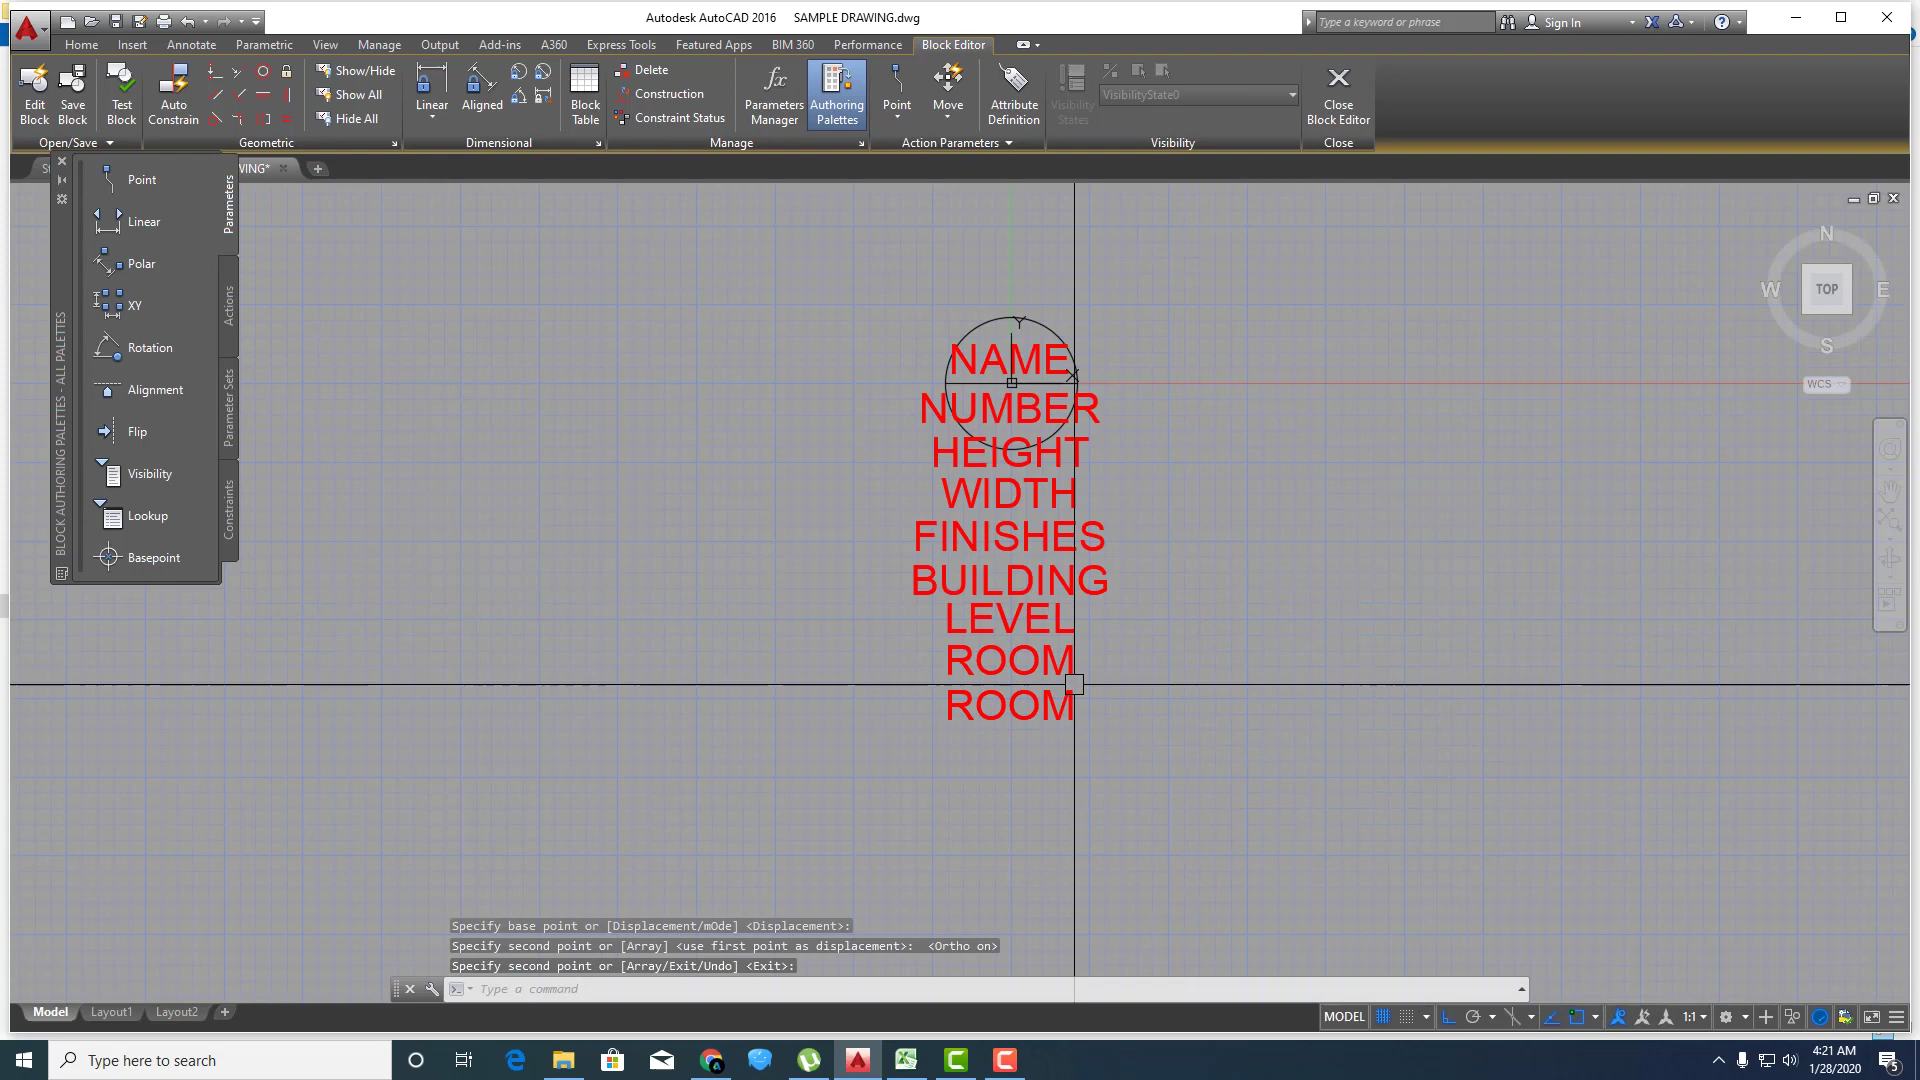 Autodesk AutoCAD 2016 SAMPLE DRAWING.dwg
Type a keyword or phrase
Sign In
Home Insert Annotate Parametric View Manage Output Add-ins A360 Express Tools Featured Apps BIM 360 Performance Block Editor
Edit Block
Save Block
Test Block
Auto Constrain
Show/Hide
Show All
Hide All
Linear
Aligned
Block Table
Delete
Construction
Constraint Status
Parameters Manager
Authoring Palettes
Point
Move
Attribute Definition
Visibility States
VisibilityState0
Close Block Editor
Open/Save
Geometric
Dimensional
Manage
Action Parameters
Visibility
Close
WING*
Point
Linear
Polar
XY
Rotation
Alignment
Flip
Visibility
Lookup
Basepoint
Parameters
Actions
Parameter Sets
Constraints
BLOCK AUTHORING PALETTES - ALL PALETTES
Y
X
NAME
NUMBER
HEIGHT
WIDTH
FINISHES
BUILDING
LEVEL
ROOM
ROOM
N
W
TOP
E
S
WCS
Specify base point or [Displacement/mOde] <Displacement>:
Specify second point or [Array] <use first point as displacement>: <Ortho on>
Specify second point or [Array/Exit/Undo] <Exit>:
Type a command
Model Layout1 Layout2
MODEL
1:1
Type here to search
4:21 AM
1/28/2020
5